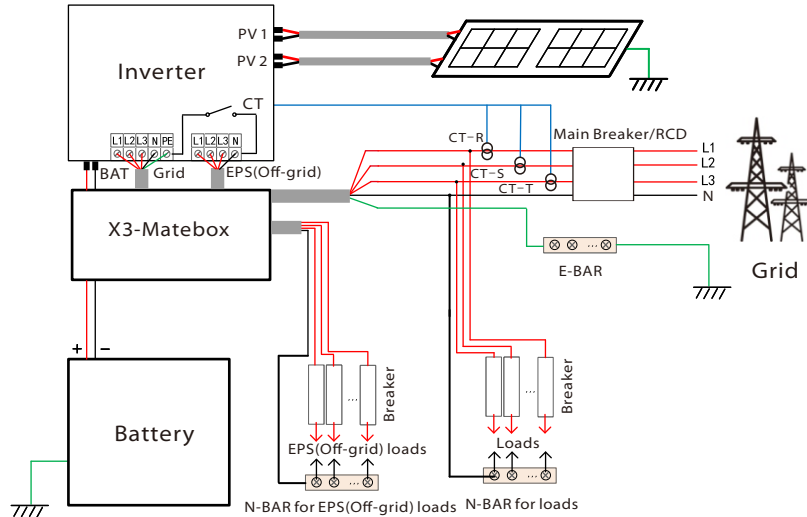 PV 1
PV 2
Inverter
CT
L1 L2 L3 N PE
L1 L2 L3 N
BAT
Grid
EPS(Off-grid)
CT-R
CT-S
CT-T
Main Breaker/RCD
L1
L2
L3
N
X3-Matebox
E-BAR
Grid
+ −
Battery
...
Breaker
EPS(Off-grid) loads
...
N-BAR for EPS(Off-grid) loads
...
Breaker
Loads
...
N-BAR for loads
...